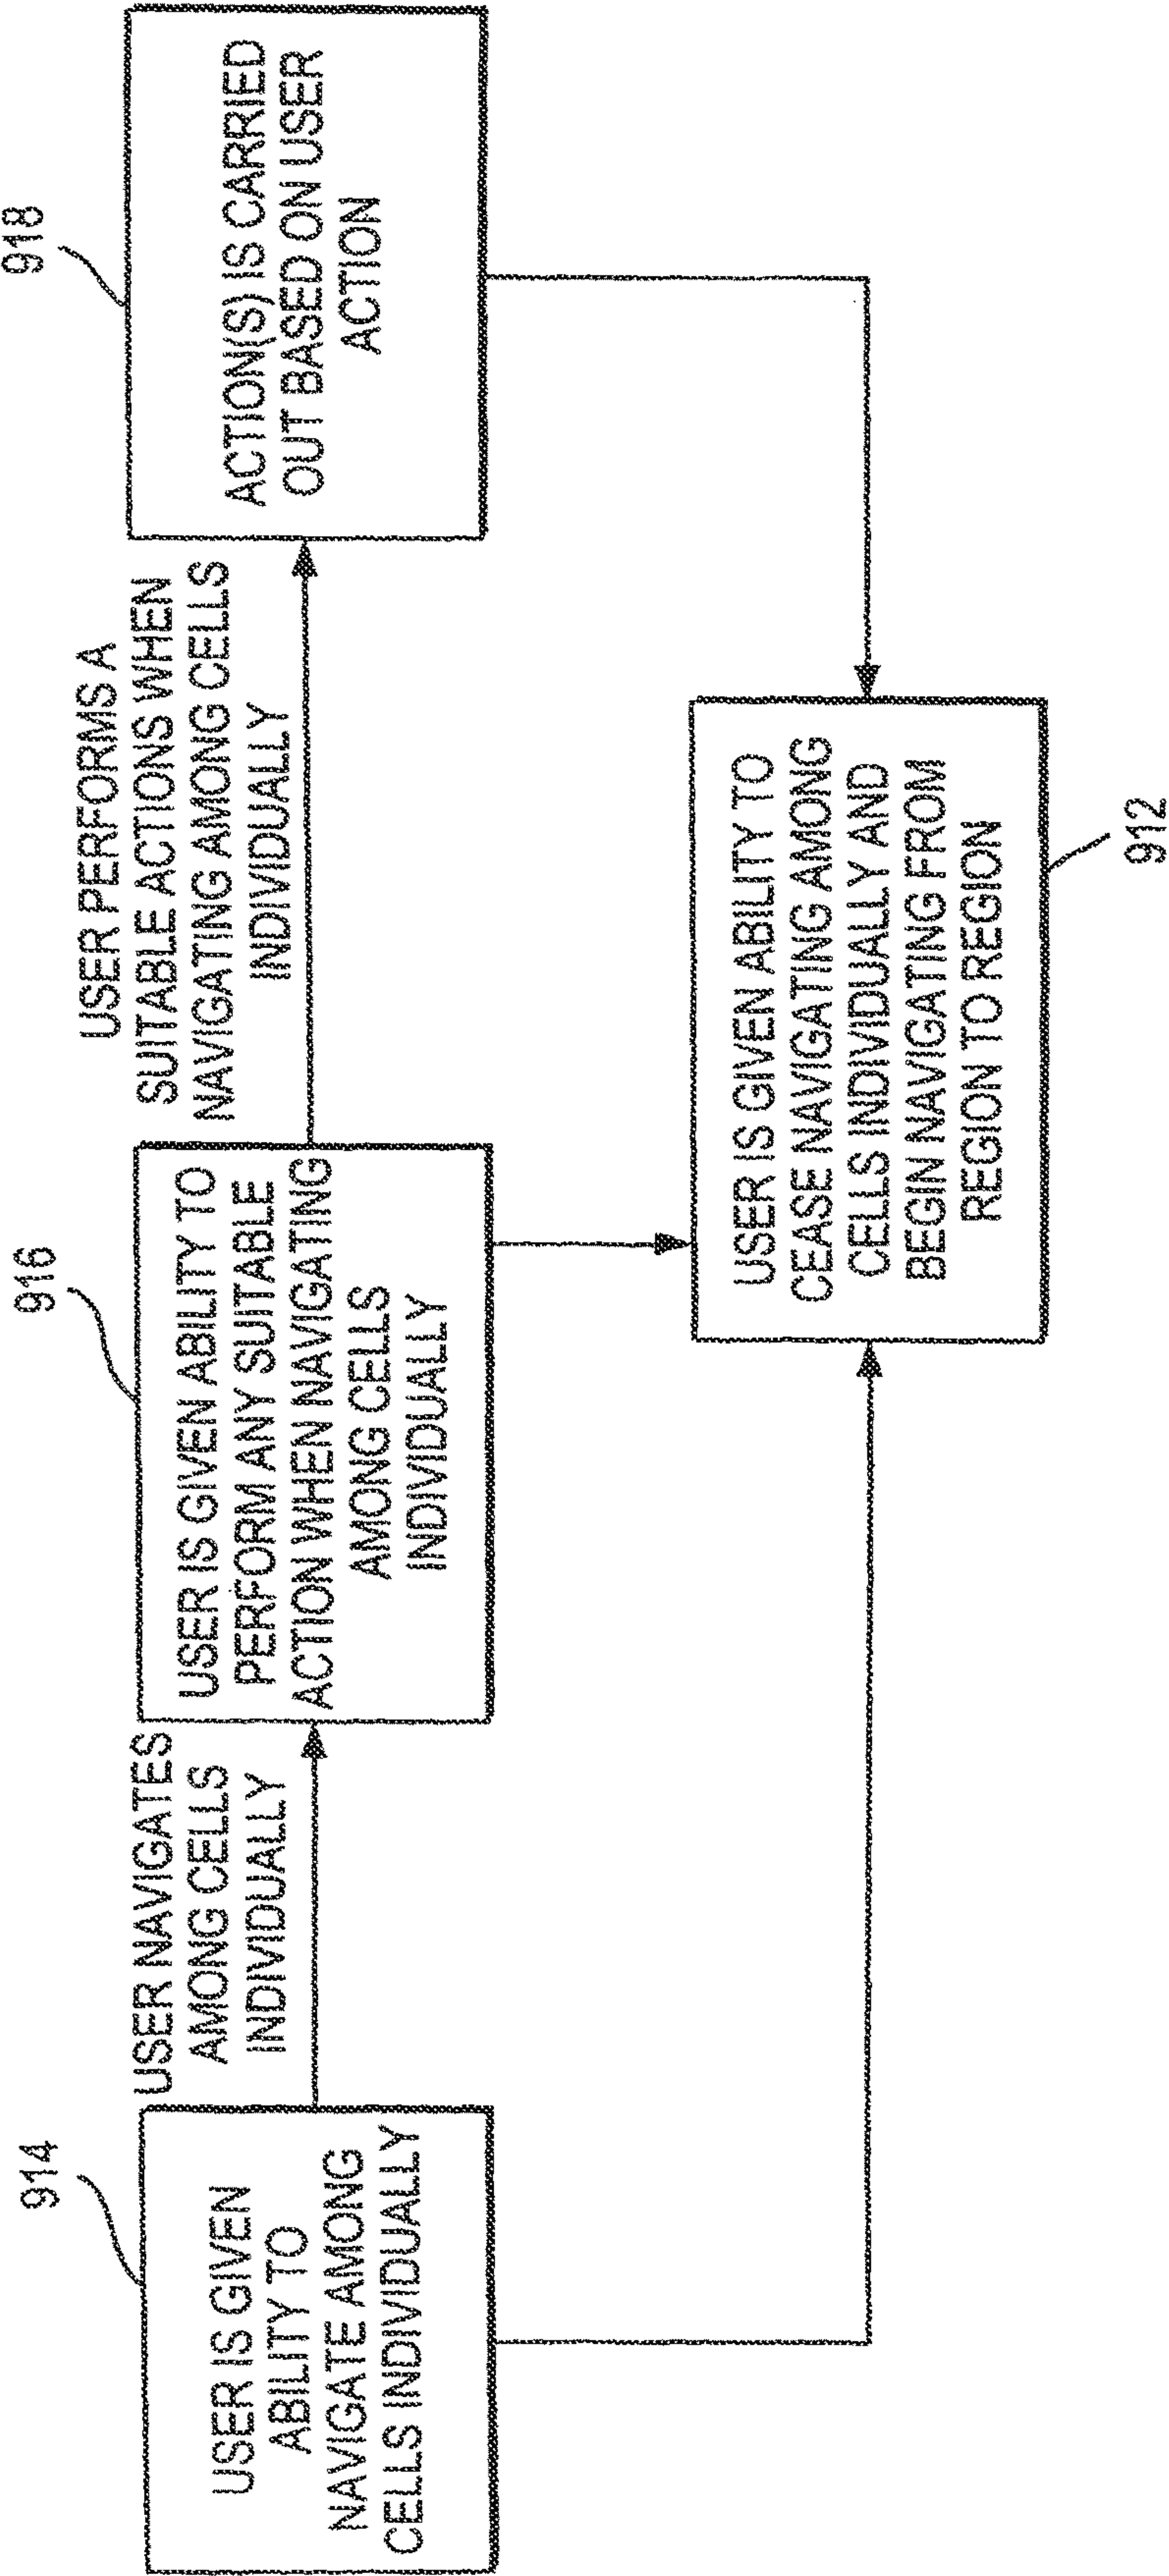 914
USER IS GIVEN
ABILITY TO
NAVIGATE AMONG
CELLS INDIVIDUALLY
USER NAVIGATES
AMONG CELLS
INDIVIDUALLY
916
USER IS GIVEN ABILITY TO
PERFORM ANY SUITABLE
ACTION WHEN NAVIGATING
AMONG CELLS
INDIVIDUALLY
USER PERFORMS A
SUITABLE ACTIONS WHEN
NAVIGATING AMONG CELLS
INDIVIDUALLY
918
ACTION(S) IS CARRIED
OUT BASED ON USER
ACTION
USER IS GIVEN ABILITY TO
CEASE NAVIGATING AMONG
CELLS INDIVIDUALLY AND
BEGIN NAVIGATING FROM
REGION TO REGION
912